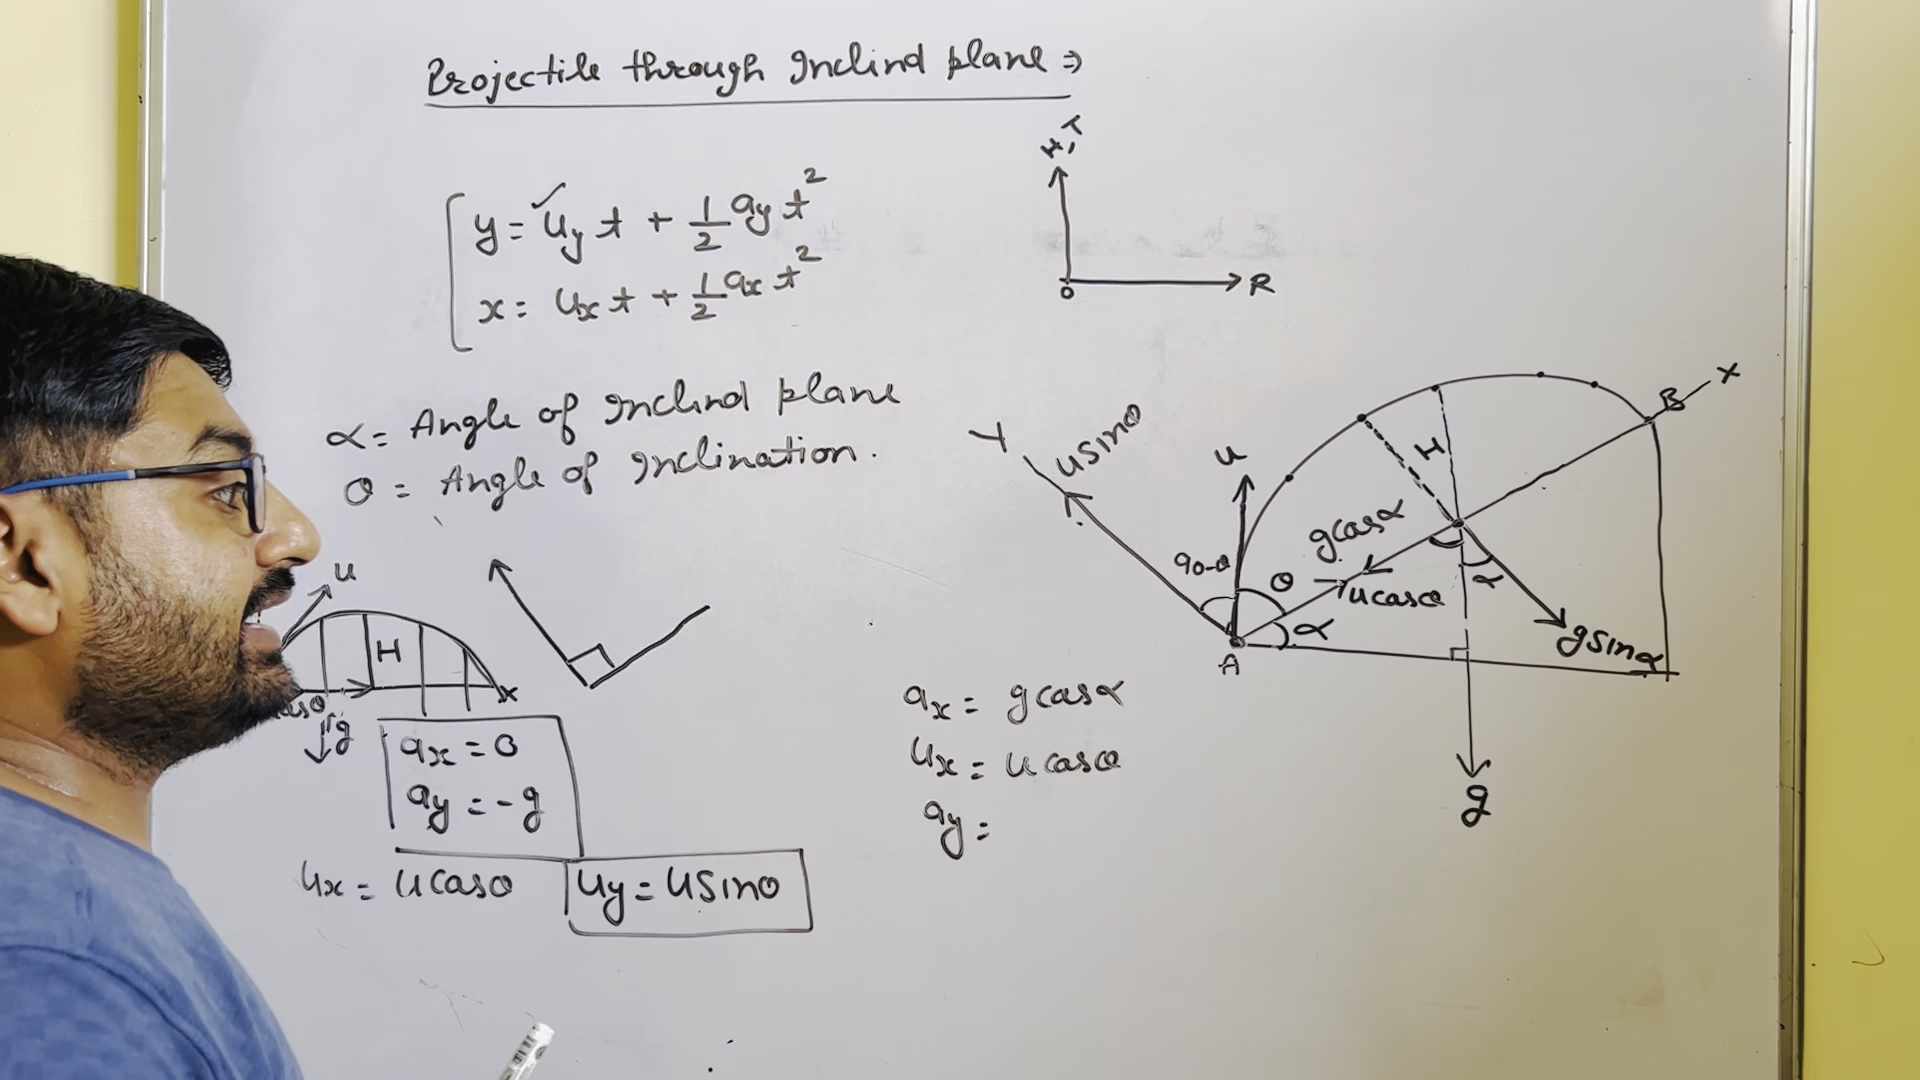 Projectile through Inclind plane ⇒
y = uy t + 1/2 ay t²
x = ux t + 1/2 ax t²
H, T
O
R
α = Angle of Inclind plane
θ = Angle of Inclination.
u
H
x
g
ax = 0
ay = -g
ux = u cosθ
uy = u sinθ
Y
u sinθ
u
90-θ
θ
α
A
H
B
X
g cosα
u cosθ
α
g sinα
g
ax = g cosα
ux = u cosθ
ay =